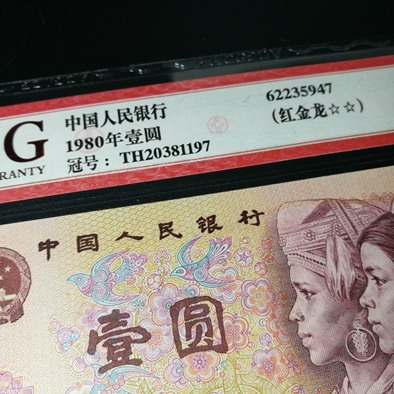 G
RANTY
中国人民银行
1980年壹圆
冠号：TH20381197
62235947
(红金龙☆☆)
中国人民银行
壹圆